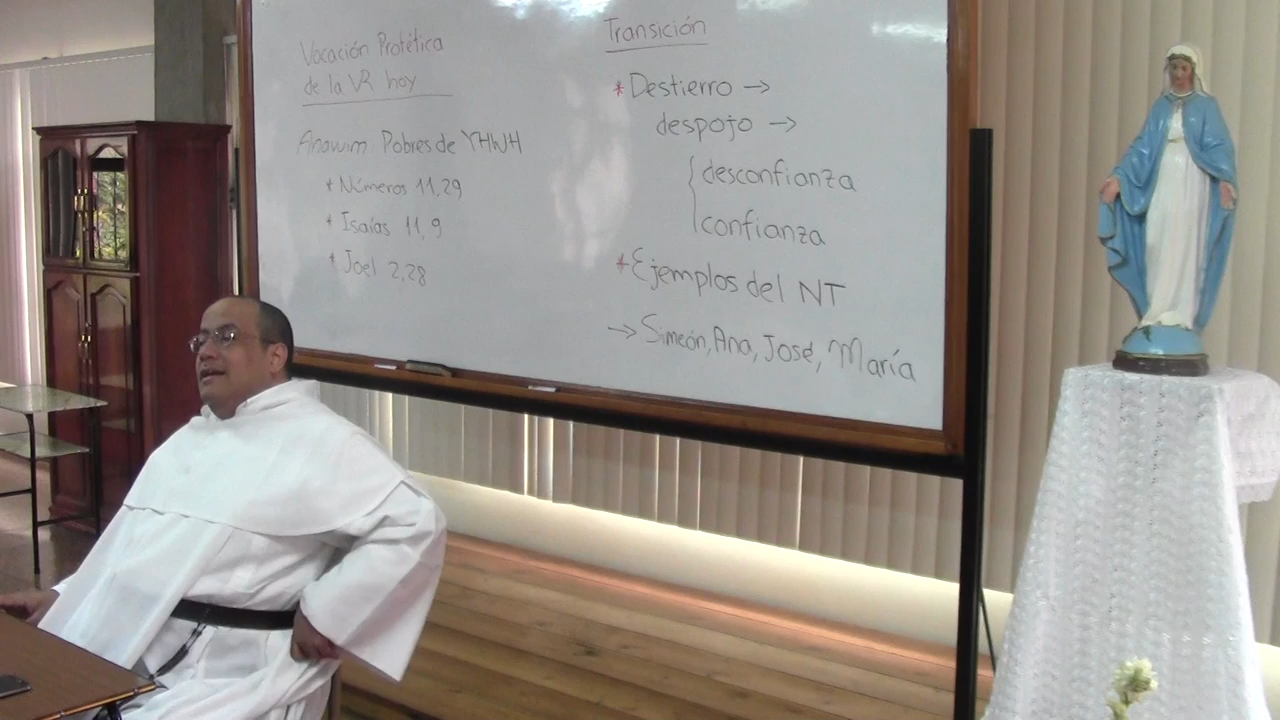 Vocación Profética
de la VR hoy
Anawim Pobres de YHWH
* Números 11,29
* Isaías 11,9
* Joel 2,28
Transición
* Destierro →
despojo →
{ desconfianza
confianza
* Ejemplos del NT
→ Simeón, Ana, José, María